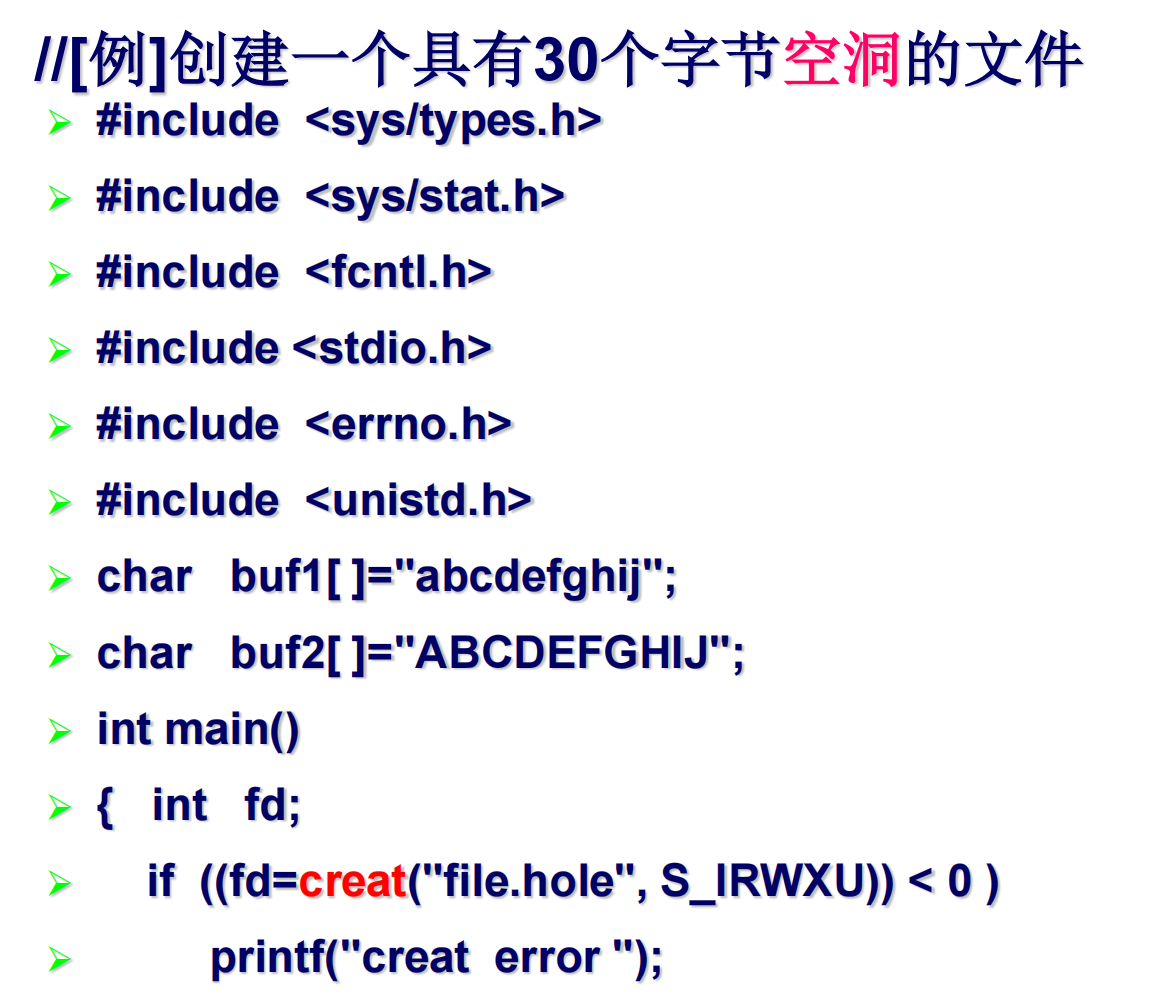 //[例]创建一个具有30个字节空洞的文件
#include  <sys/types.h>
#include  <sys/stat.h>
#include  <fcntl.h>
#include <stdio.h>
#include  <errno.h>
#include  <unistd.h>
char   buf1[ ]="abcdefghij";
char   buf2[ ]="ABCDEFGHIJ";
int main()
{   int   fd;
if  ((fd=creat("file.hole", S_IRWXU)) < 0 )
printf("creat  error ");